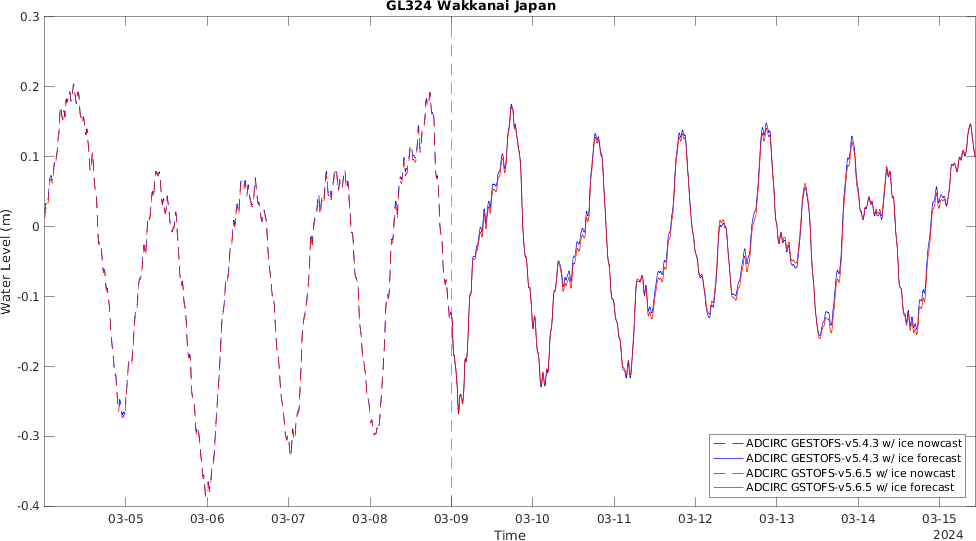 GL324 Wakkanai Japan
0.3
0.2
0.1
0
-0.1
-0.2
-0.3
-0.4
Water Level (m)
03-05 03-06 03-07 03-08 03-09 03-10 03-11 03-12 03-13 03-14 03-15
Time
2024
ADCIRC GESTOFS-v5.4.3 w/ ice nowcast
ADCIRC GESTOFS-v5.4.3 w/ ice forecast
ADCIRC GSTOFS-v5.6.5 w/ ice nowcast
ADCIRC GSTOFS-v5.6.5 w/ ice forecast